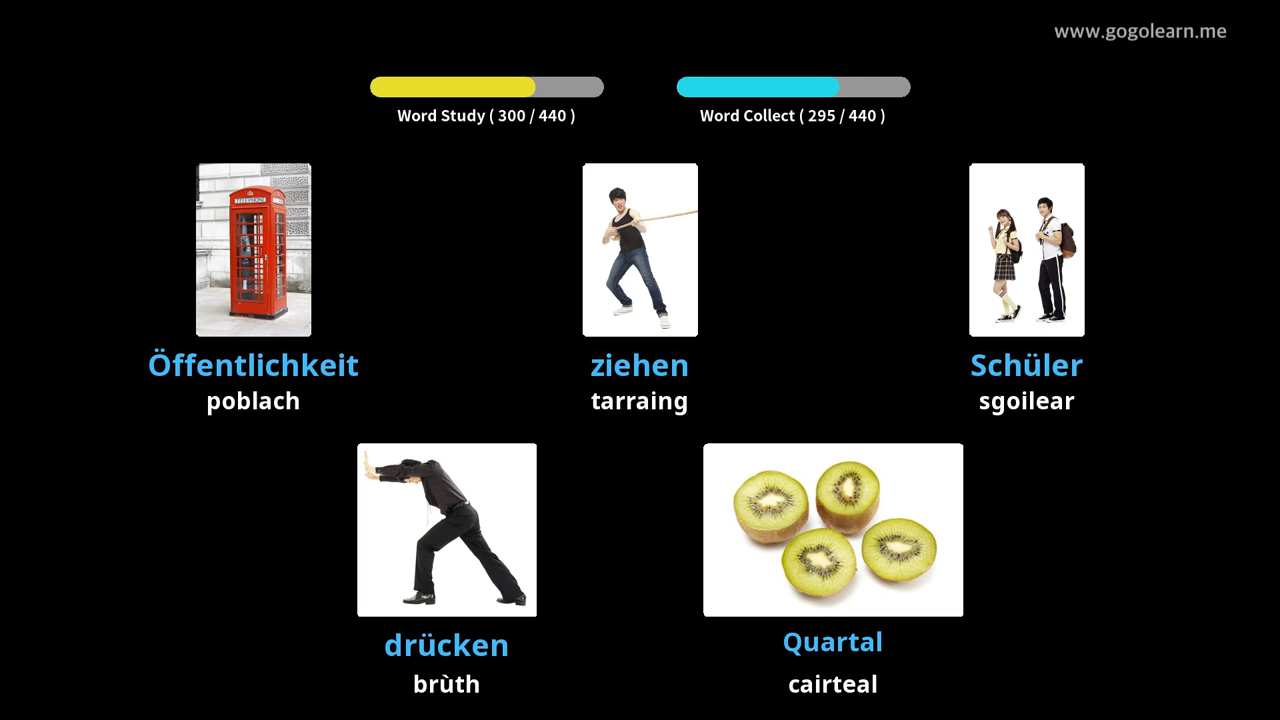 www.gogolearn.me
Word Study ( 300 / 440 )
Word Collect ( 295 / 440 )
TELEPHONE
Öffentlichkeit
poblach
ziehen
tarraing
Schüler
sgoilear
drücken
brùth
Quartal
cairteal